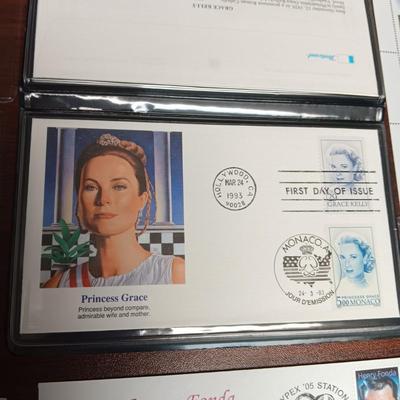 GRACE KELLY
Princess Grace
Princess beyond compare,
admirable wife and mother.
HOLLYWOOD, CA
MAR 24
1993
90028
FIRST DAY OF ISSUE
GRACE KELLY
MONACO-A
24-3-93
JOUR D'EMISSION
PRINCESSE GRACE
5,00 MONACO
Fonda
PEX '05 STATION
Henry Fonda